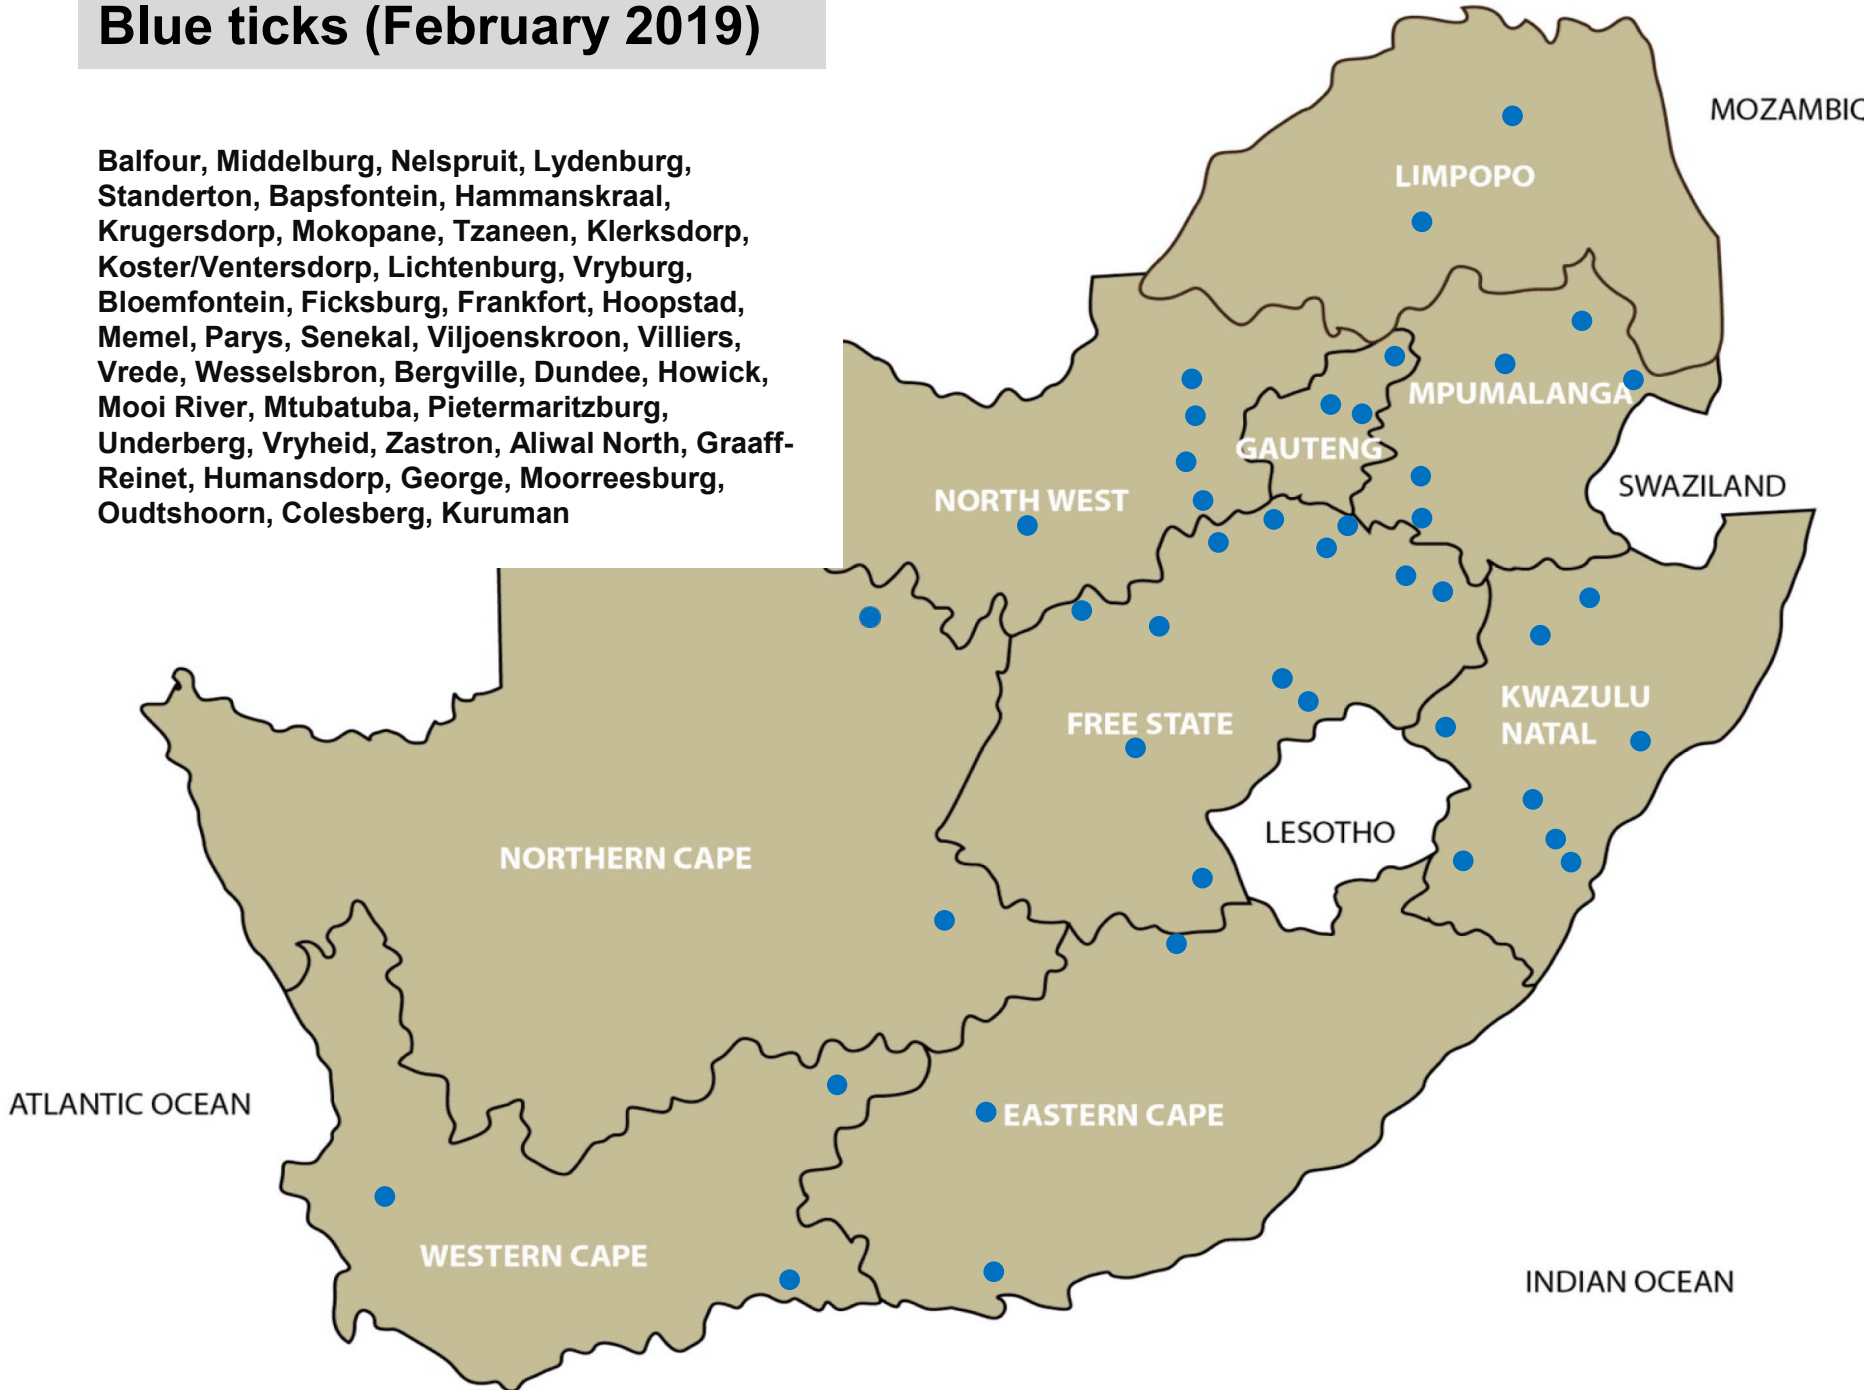 Blue ticks (February 2019)
Balfour, Middelburg, Nelspruit, Lydenburg,
Standerton, Bapsfontein, Hammanskraal,
Krugersdorp, Mokopane, Tzaneen, Klerksdorp,
Koster/Ventersdorp, Lichtenburg, Vryburg,
Bloemfontein, Ficksburg, Frankfort, Hoopstad,
Memel, Parys, Senekal, Viljoenskroon, Villiers,
Vrede, Wesselsbron, Bergville, Dundee, Howick,
Mooi River, Mtubatuba, Pietermaritzburg,
Underberg, Vryheid, Zastron, Aliwal North, Graaff-
Reinet, Humansdorp, George, Moorreesburg,
Oudtshoorn, Colesberg, Kuruman
MOZAMBIQ
LIMPOPO
MPUMALANGA
GAUTENG
SWAZILAND
NORTH WEST
KWAZULU
NATAL
FREE STATE
LESOTHO
NORTHERN CAPE
ATLANTIC OCEAN
EASTERN CAPE
WESTERN CAPE
INDIAN OCEAN